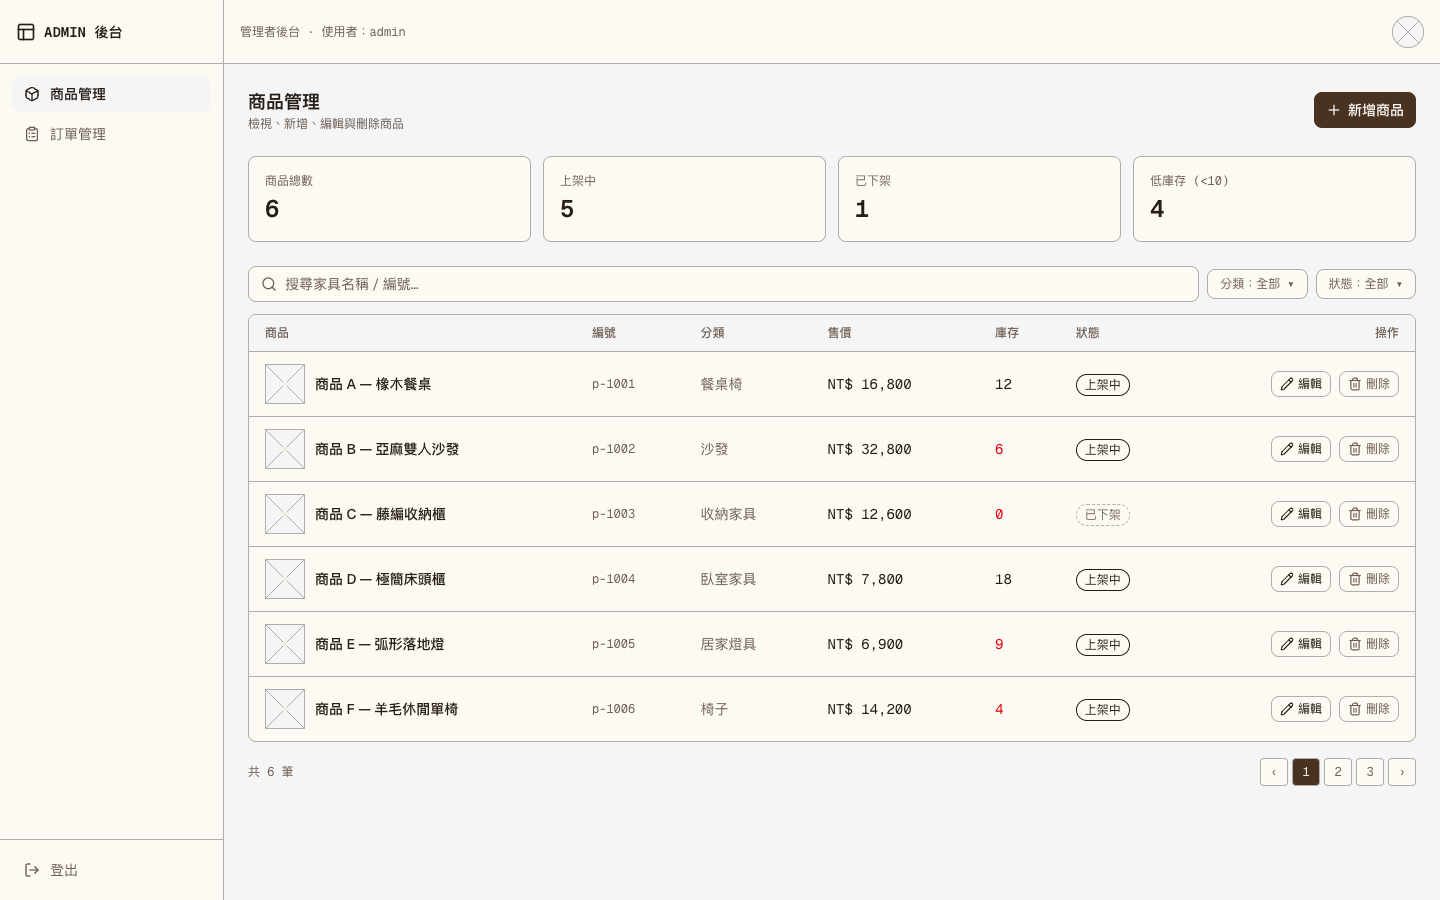 ADMIN 後台
管理者後台 · 使用者：admin
商品管理
訂單管理
登出
商品管理
檢視、新增、編輯與刪除商品
新增商品
商品總數
6
上架中
5
已下架
1
低庫存 (<10)
4
搜尋家具名稱 / 編號…
分類：全部 ▾
狀態：全部 ▾
商品 編號 分類 售價 庫存 狀態 操作
商品 A — 橡木餐桌 p-1001 餐桌椅 NT$ 16,800 12 上架中 編輯 刪除
商品 B — 亞麻雙人沙發 p-1002 沙發 NT$ 32,800 6 上架中 編輯 刪除
商品 C — 藤編收納櫃 p-1003 收納家具 NT$ 12,600 0 已下架 編輯 刪除
商品 D — 極簡床頭櫃 p-1004 臥室家具 NT$ 7,800 18 上架中 編輯 刪除
商品 E — 弧形落地燈 p-1005 居家燈具 NT$ 6,900 9 上架中 編輯 刪除
商品 F — 羊毛休閒單椅 p-1006 椅子 NT$ 14,200 4 上架中 編輯 刪除
共 6 筆
‹ 1 2 3 ›